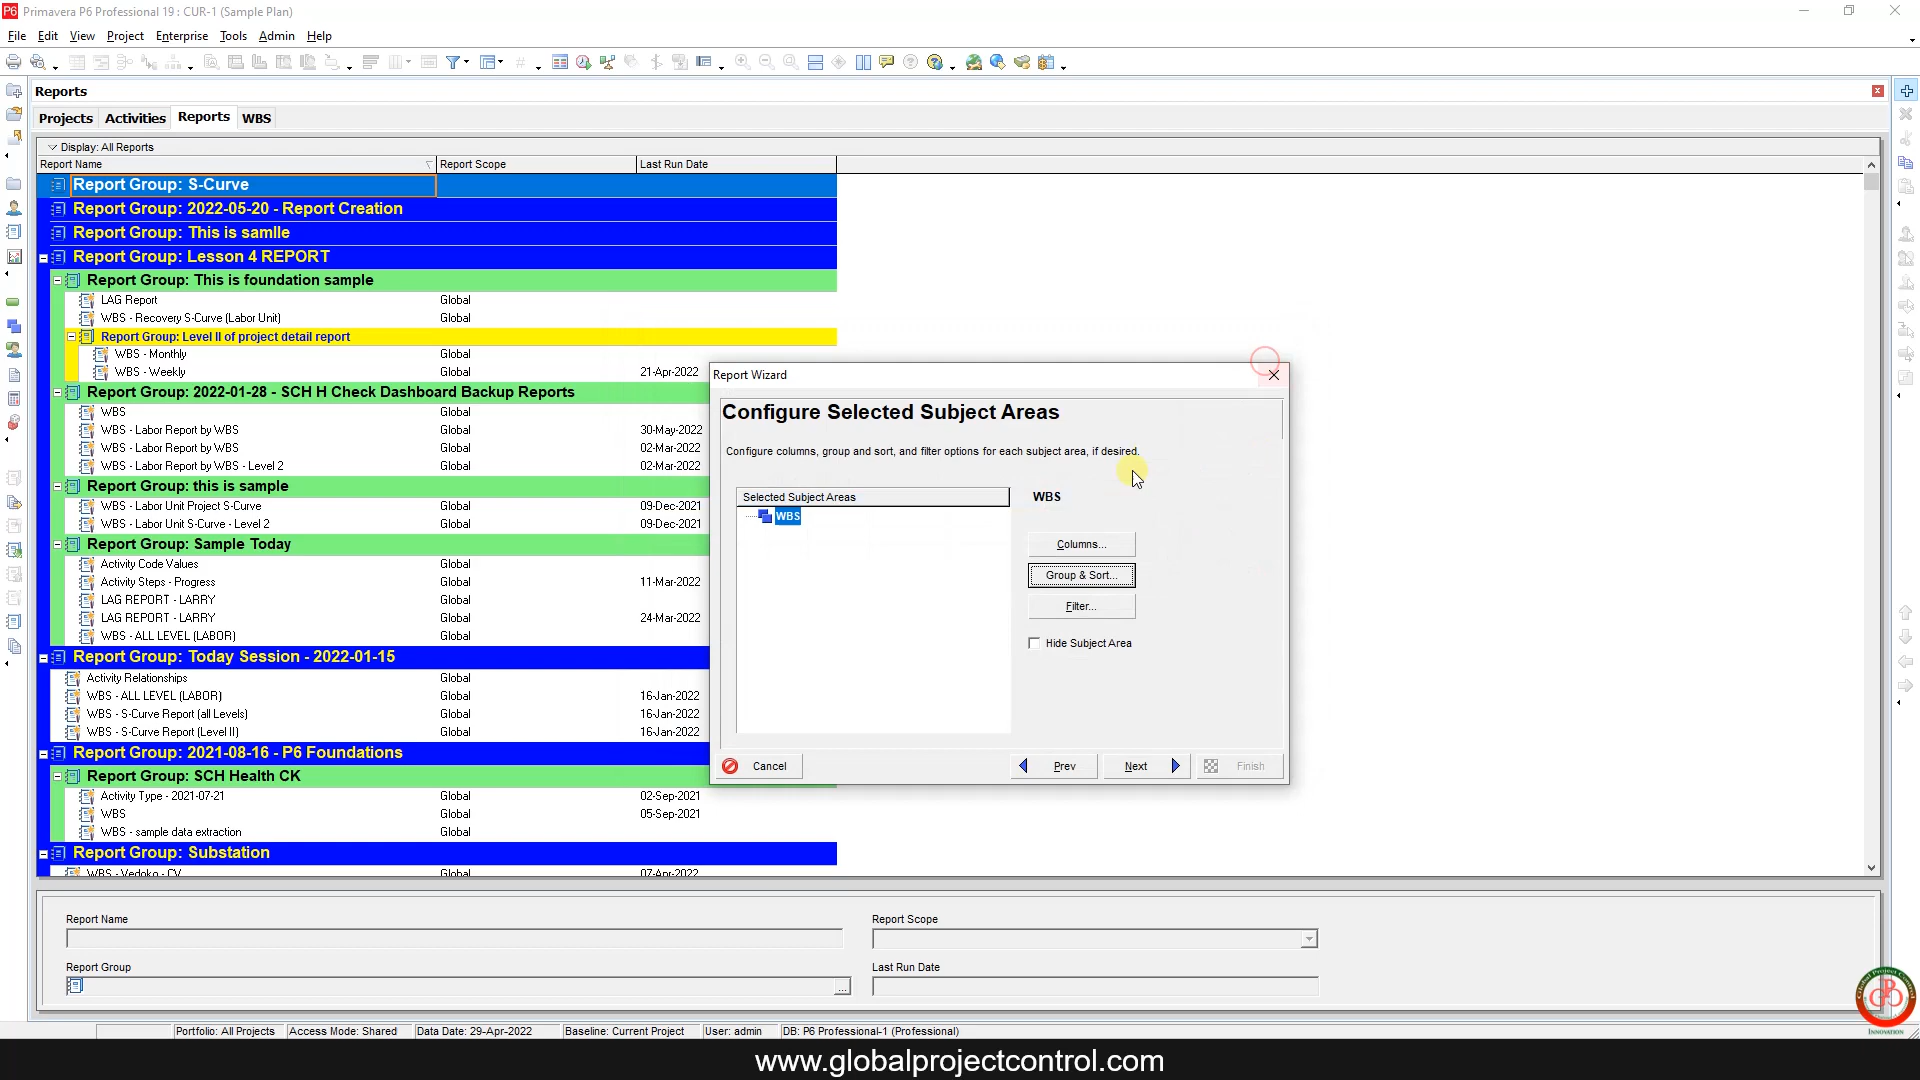 P6 Primavera P6 Professional 19 : CUR-1 (Sample Plan)
File Edit View Project Enterprise Tools Admin Help
Reports
Projects Activities Reports WBS
Display: All Reports
Report Name Report Scope Last Run Date
Report Group: S-Curve
Report Group: 2022-05-20 - Report Creation
Report Group: This is samlle
Report Group: Lesson 4 REPORT
Report Group: This is foundation sample
LAG Report Global
WBS - Recovery S-Curve (Labor Unit) Global
Report Group: Level II of project detail report
WBS - Monthly Global
WBS - Weekly Global 21-Apr-2022
Report Group: 2022-01-28 - SCH H Check Dashboard Backup Reports
WBS Global
WBS - Labor Report by WBS Global 30-May-2022
WBS - Labor Report by WBS Global 02-Mar-2022
WBS - Labor Report by WBS - Level 2 Global 02-Mar-2022
Report Group: this is sample
WBS - Labor Unit Project S-Curve Global 09-Dec-2021
WBS - Labor Unit S-Curve - Level 2 Global 09-Dec-2021
Report Group: Sample Today
Activity Code Values Global
Activity Steps - Progress Global 11-Mar-2022
LAG REPORT - LARRY Global
LAG REPORT - LARRY Global 24-Mar-2022
WBS - ALL LEVEL (LABOR) Global
Report Group: Today Session - 2022-01-15
Activity Relationships Global
WBS - ALL LEVEL (LABOR) Global 16-Jan-2022
WBS - S-Curve Report (all Levels) Global 16-Jan-2022
WBS - S-Curve Report (Level II) Global 16-Jan-2022
Report Group: 2021-08-16 - P6 Foundations
Report Group: SCH Health CK
Activity Type - 2021-07-21 Global 02-Sep-2021
WBS Global 05-Sep-2021
WBS - sample data extraction Global
Report Group: Substation
WBS - Vedoko - CV Global 07-Apr-2022
Report Wizard
Configure Selected Subject Areas
Configure columns, group and sort, and filter options for each subject area, if desired.
Selected Subject Areas
WBS
WBS
Columns...
Group & Sort...
Filter...
Hide Subject Area
Cancel Prev Next Finish
Report Name
Report Scope
Report Group
...
Last Run Date
Portfolio: All Projects Access Mode: Shared Data Date: 29-Apr-2022 Baseline: Current Project User: admin DB: P6 Professional-1 (Professional)
Global Project Control
GPC
INNOVATION
www.globalprojectcontrol.com